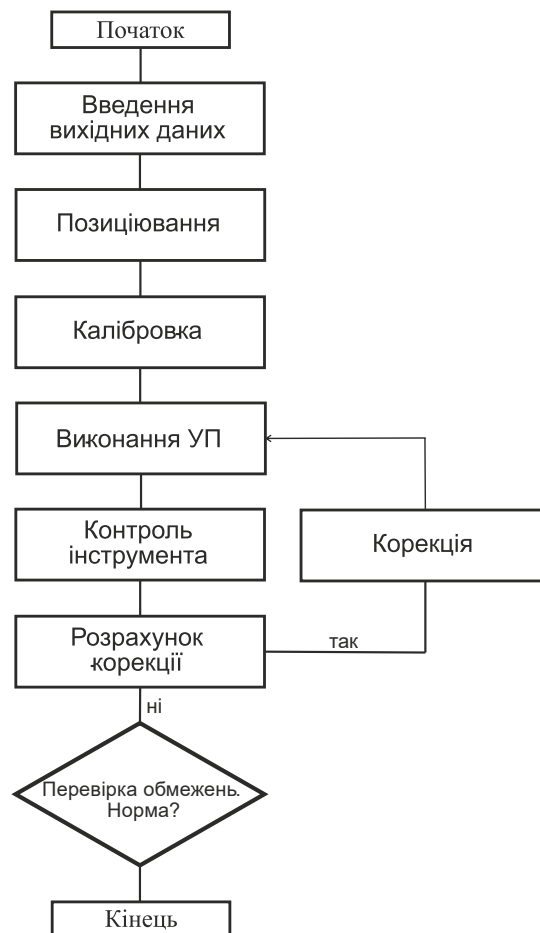 Початок
Введення
вихідних даних
Позиціювання
Калібровка
Виконання УП
Контроль
інструмента
Корекція
Розрахунок
корекції
так
ні
Перевірка обмежень.
Норма?
Кінець